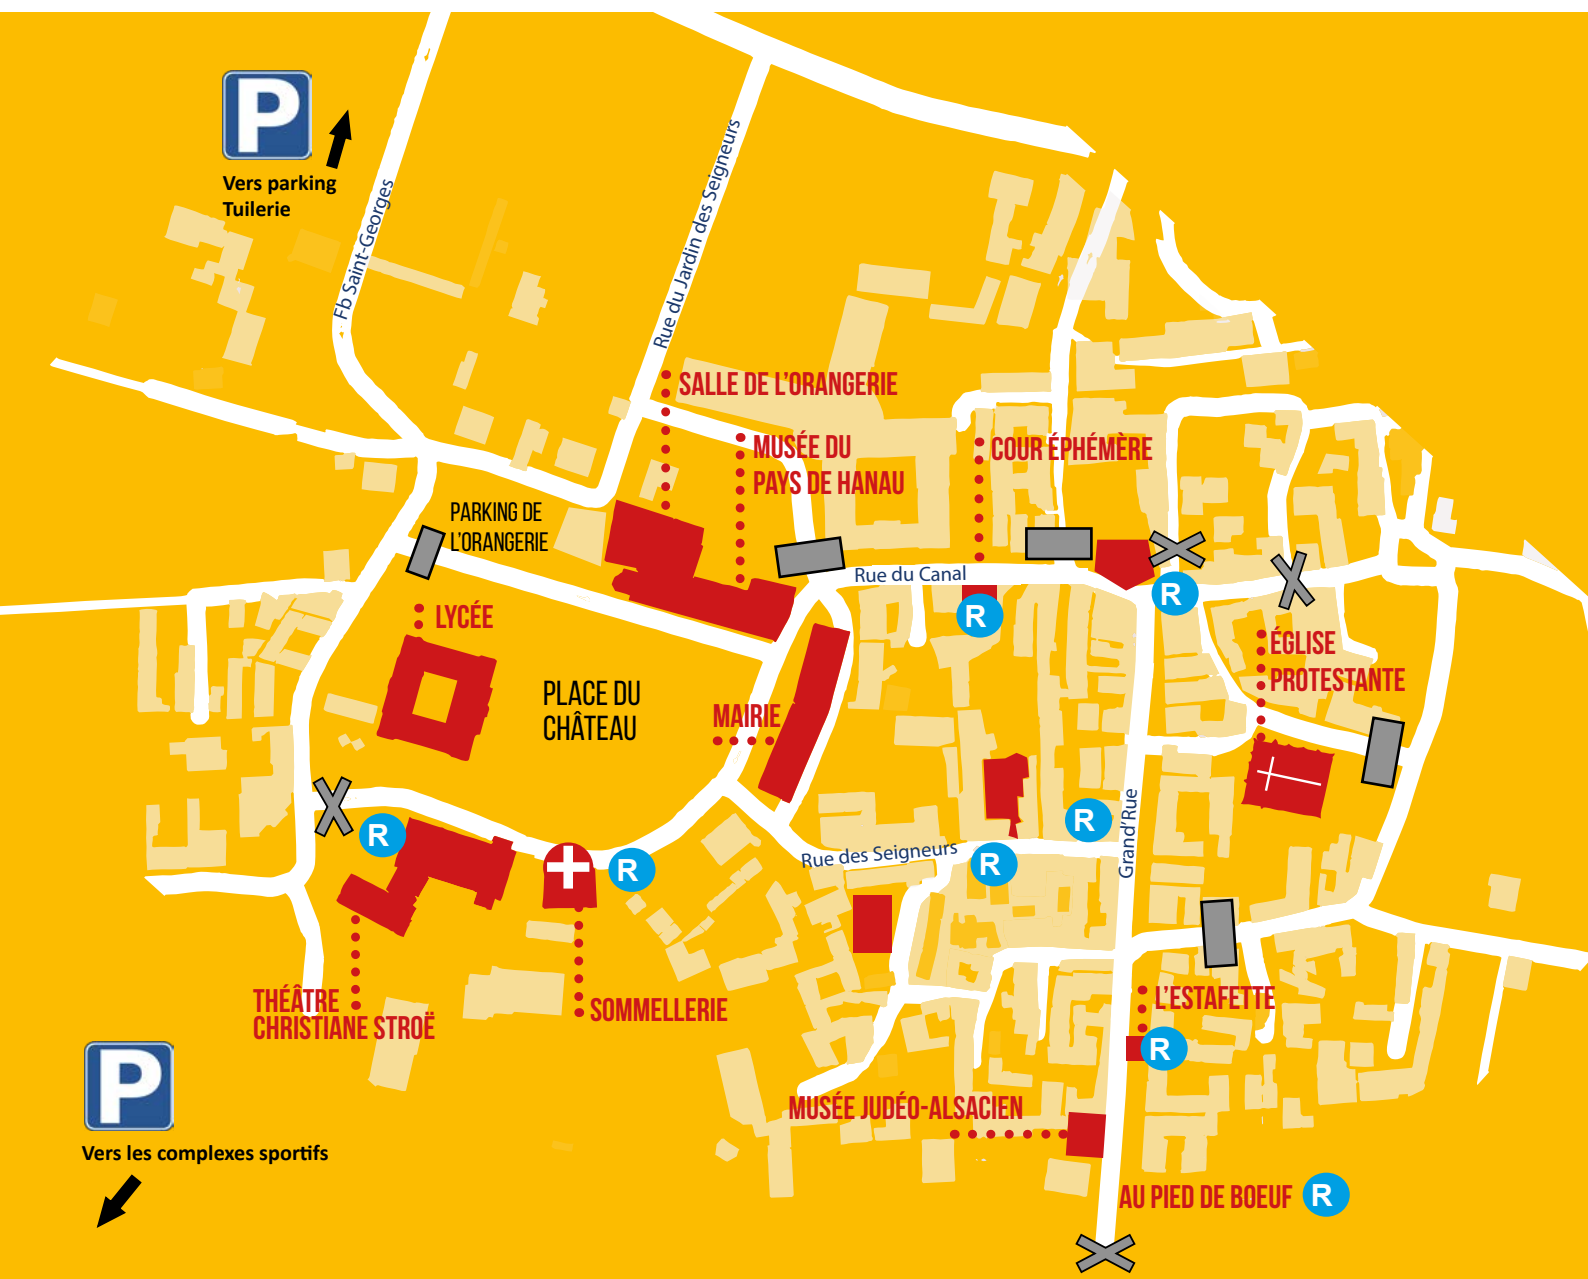 P
Vers parking
Tuilerie
Fb Saint-Georges
Rue du Jardin des Seigneurs
SALLE DE L'ORANGERIE
MUSÉE DU
PAYS DE HANAU
COUR ÉPHÉMÈRE
PARKING DE
L'ORANGERIE
Rue du Canal
R
R
LYCÉE
ÉGLISE
PROTESTANTE
PLACE DU
CHÂTEAU
MAIRIE
R
R
Grand'Rue
Rue des Seigneurs
R
R
THÉÂTRE
CHRISTIANE STROË
SOMMELLERIE
L'ESTAFETTE
R
P
Vers les complexes sportifs
MUSÉE JUDÉO-ALSACIEN
AU PIED DE BOEUF R